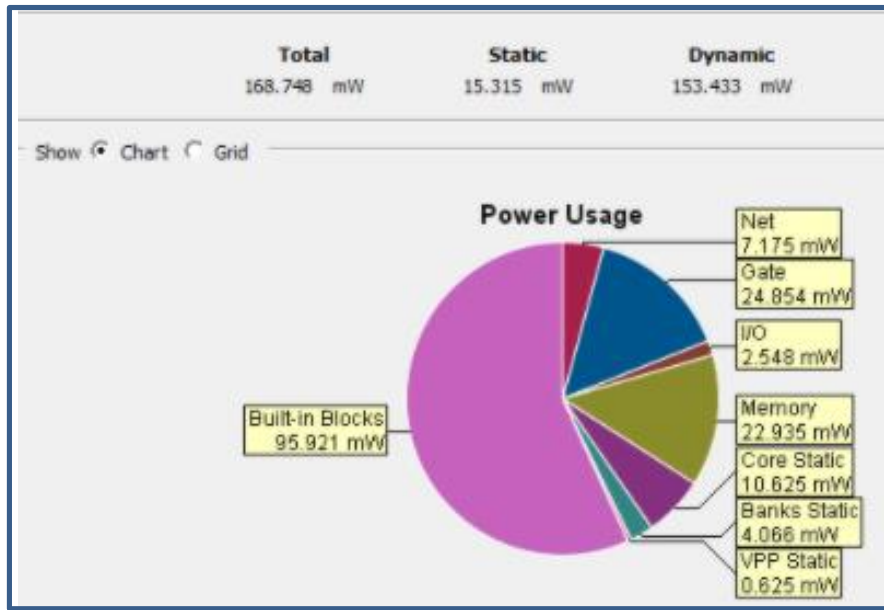 Total Static Dynamic
168.748 mW 15.315 mW 153.433 mW
Show Chart Grid
Power Usage
Net
7.175 mW
Gate
24.854 mW
I/O
2.548 mW
Built-in Blocks
95.921 mW
Memory
22.935 mW
Core Static
10.625 mW
Banks Static
4.066 mW
VPP Static
0.625 mW